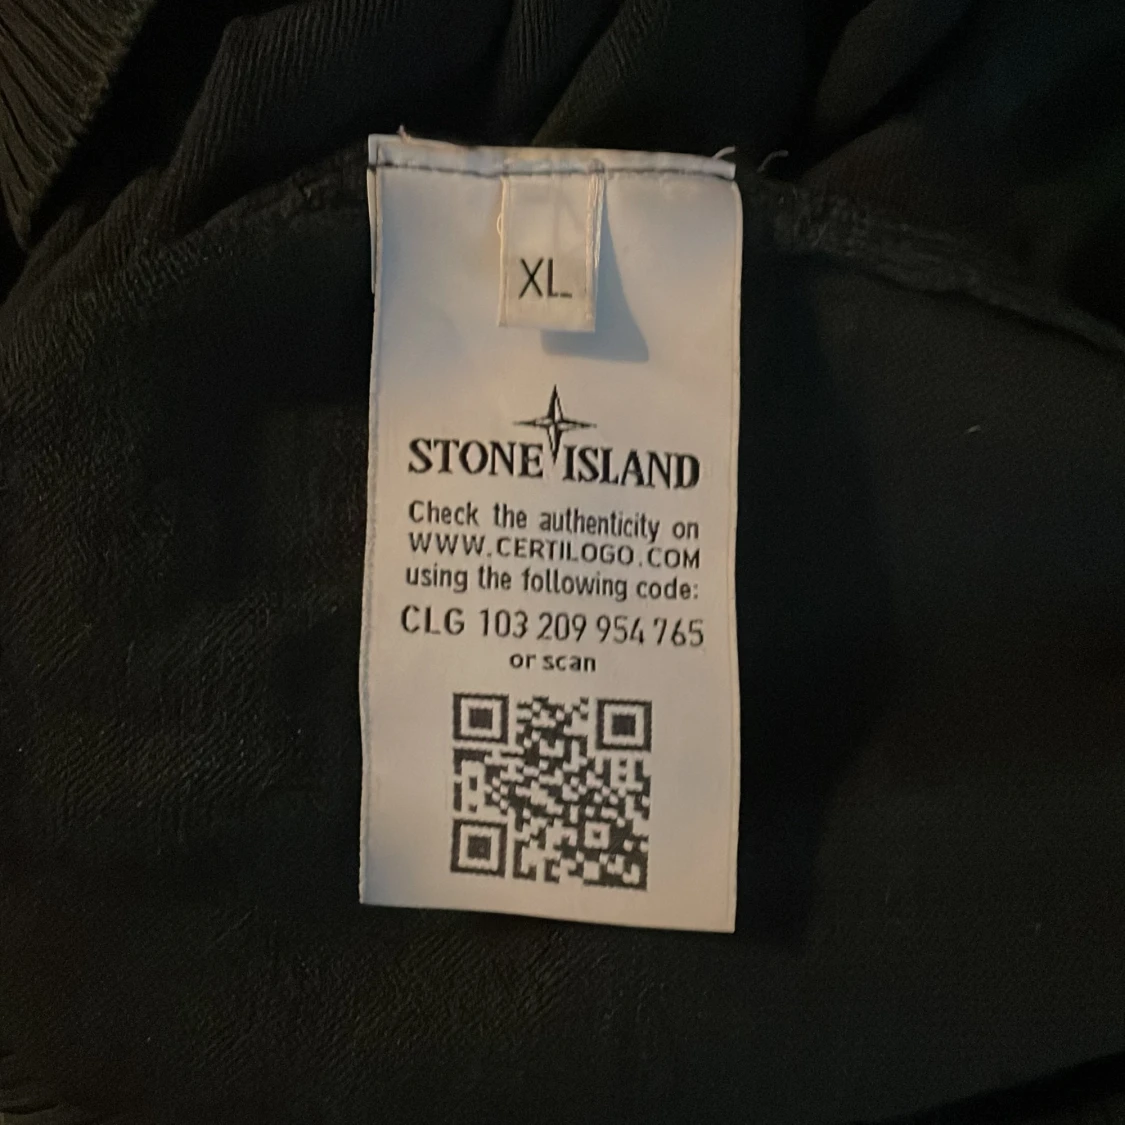 XL
STONE ISLAND
Check the authenticity on
WWW.CERTILOGO.COM
using the following code:
CLG 103 209 954 765
or scan